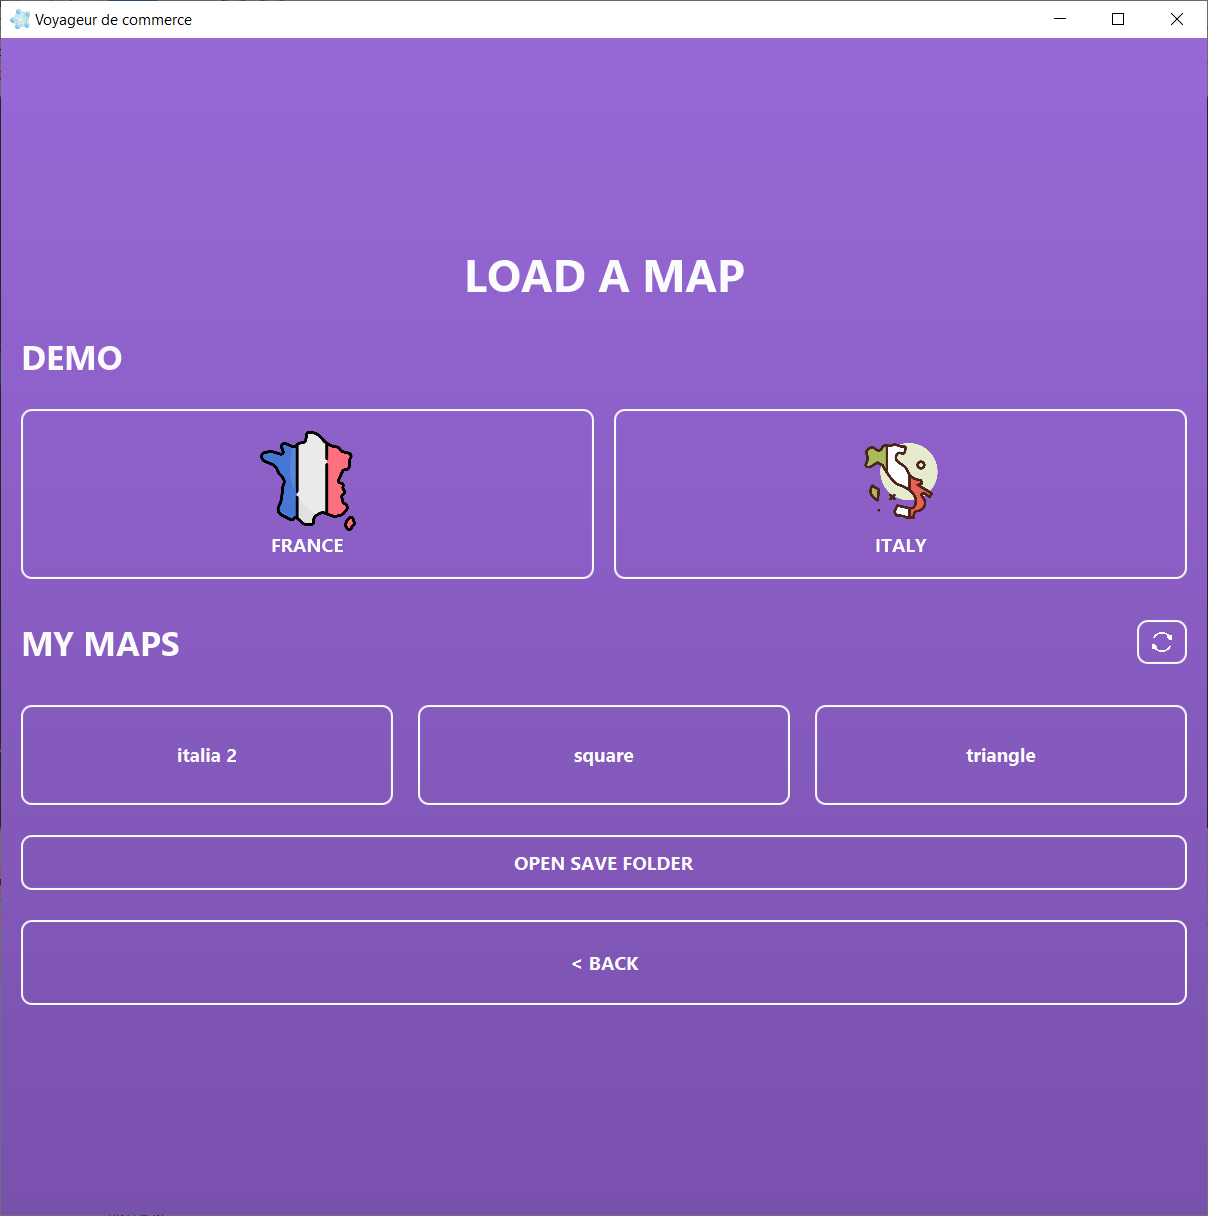 Voyageur de commerce
LOAD A MAP
DEMO
FRANCE
ITALY
MY MAPS
italia 2
square
triangle
OPEN SAVE FOLDER
< BACK